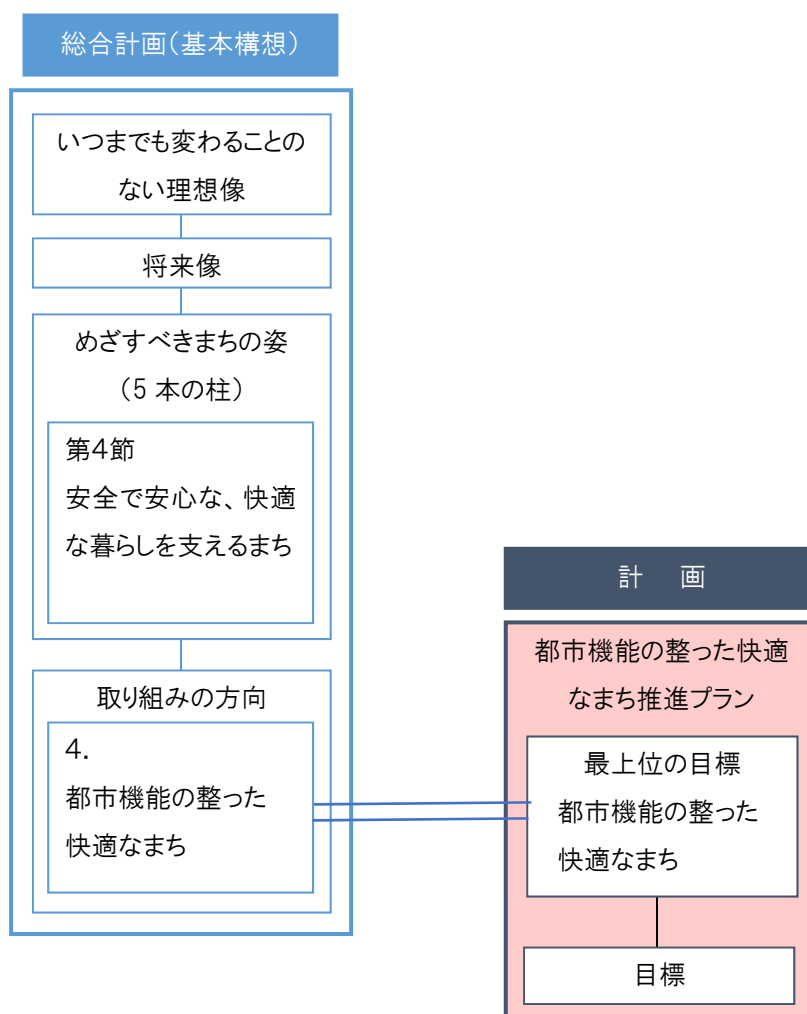 総合計画（基本構想）
いつまでも変わることの
ない理想像
将来像
めざすべきまちの姿
（5 本の柱）
第4節
安全で安心な、快適
な暮らしを支えるまち
取り組みの方向
4．
都市機能の整った
快適なまち
計　画
都市機能の整った快適
なまち推進プラン
最上位の目標
都市機能の整った
快適なまち
目標